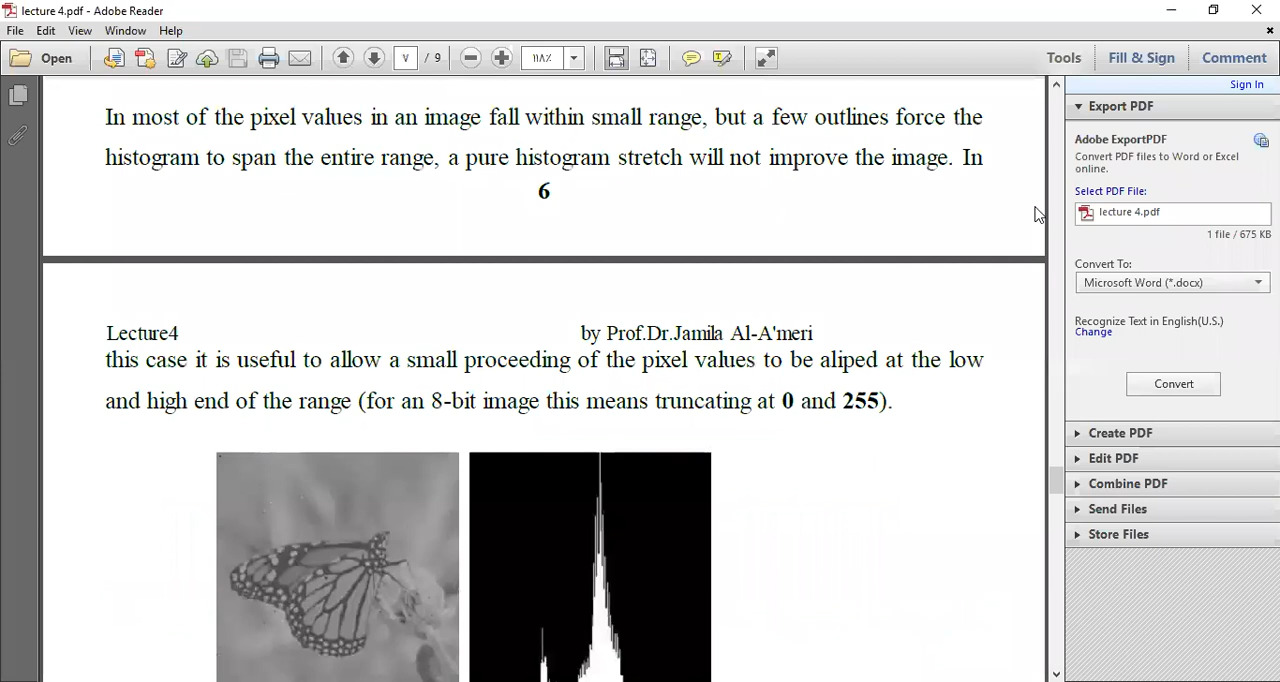 lecture 4.pdf - Adobe Reader
File Edit View Window Help
Open ٧ / 9 ١١٨٪ Tools Fill & Sign Comment
Sign In
In most of the pixel values in an image fall within small range, but a few outlines force the
histogram to span the entire range, a pure histogram stretch will not improve the image. In
6
Lecture4 by Prof.Dr.Jamila Al-A'meri
this case it is useful to allow a small proceeding of the pixel values to be aliped at the low
and high end of the range (for an 8-bit image this means truncating at 0 and 255).
Export PDF
Adobe ExportPDF
Convert PDF files to Word or Excel
online.
Select PDF File:
lecture 4.pdf
1 file / 675 KB
Convert To:
Microsoft Word (*.docx)
Recognize Text in English(U.S.)
Change
Convert
Create PDF
Edit PDF
Combine PDF
Send Files
Store Files